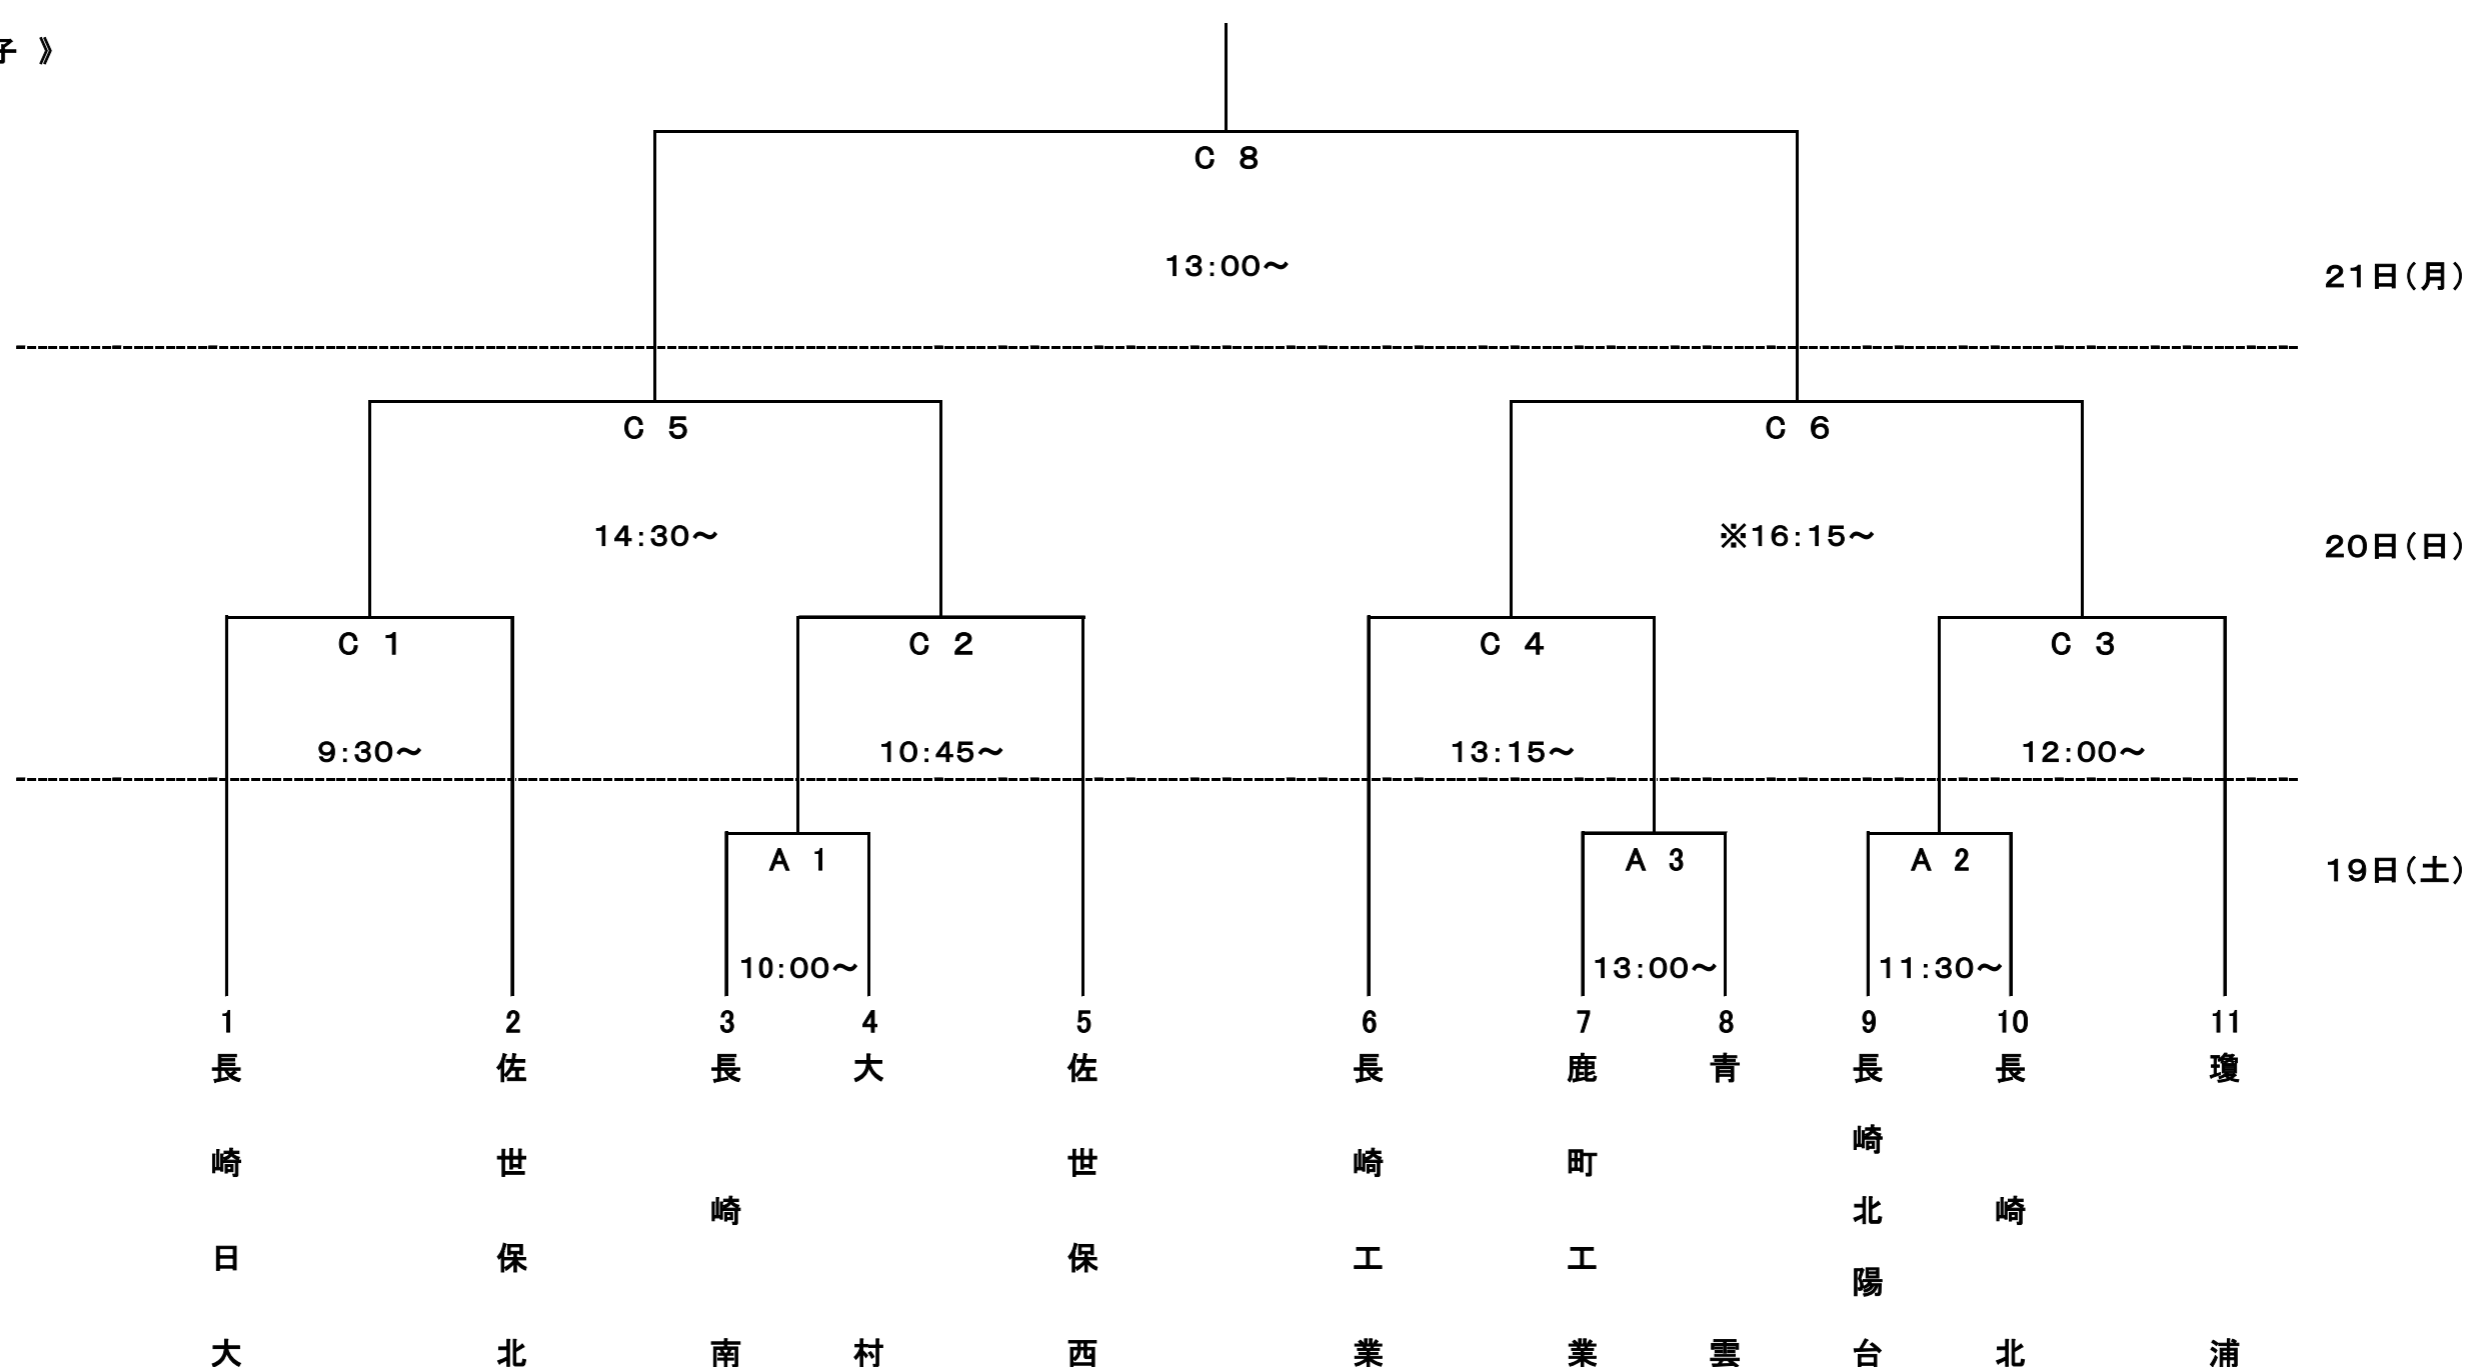 子 》
C 8
13:00~
21日(月)
C 5
C 6
14:30~
※16:15~
20日(日)
C 1
C 2
C 4
C 3
9:30~
10:45~
13:15~
12:00~
A 1
A 3
A 2
19日(土)
10:00~
13:00~
11:30~
1
2
3
4
5
6
7
8
9
10
11
長崎日大
佐世保北
長崎南
大村
佐世保西
長崎工業
鹿町工業
青雲
長崎北陽台
長崎北
瓊浦